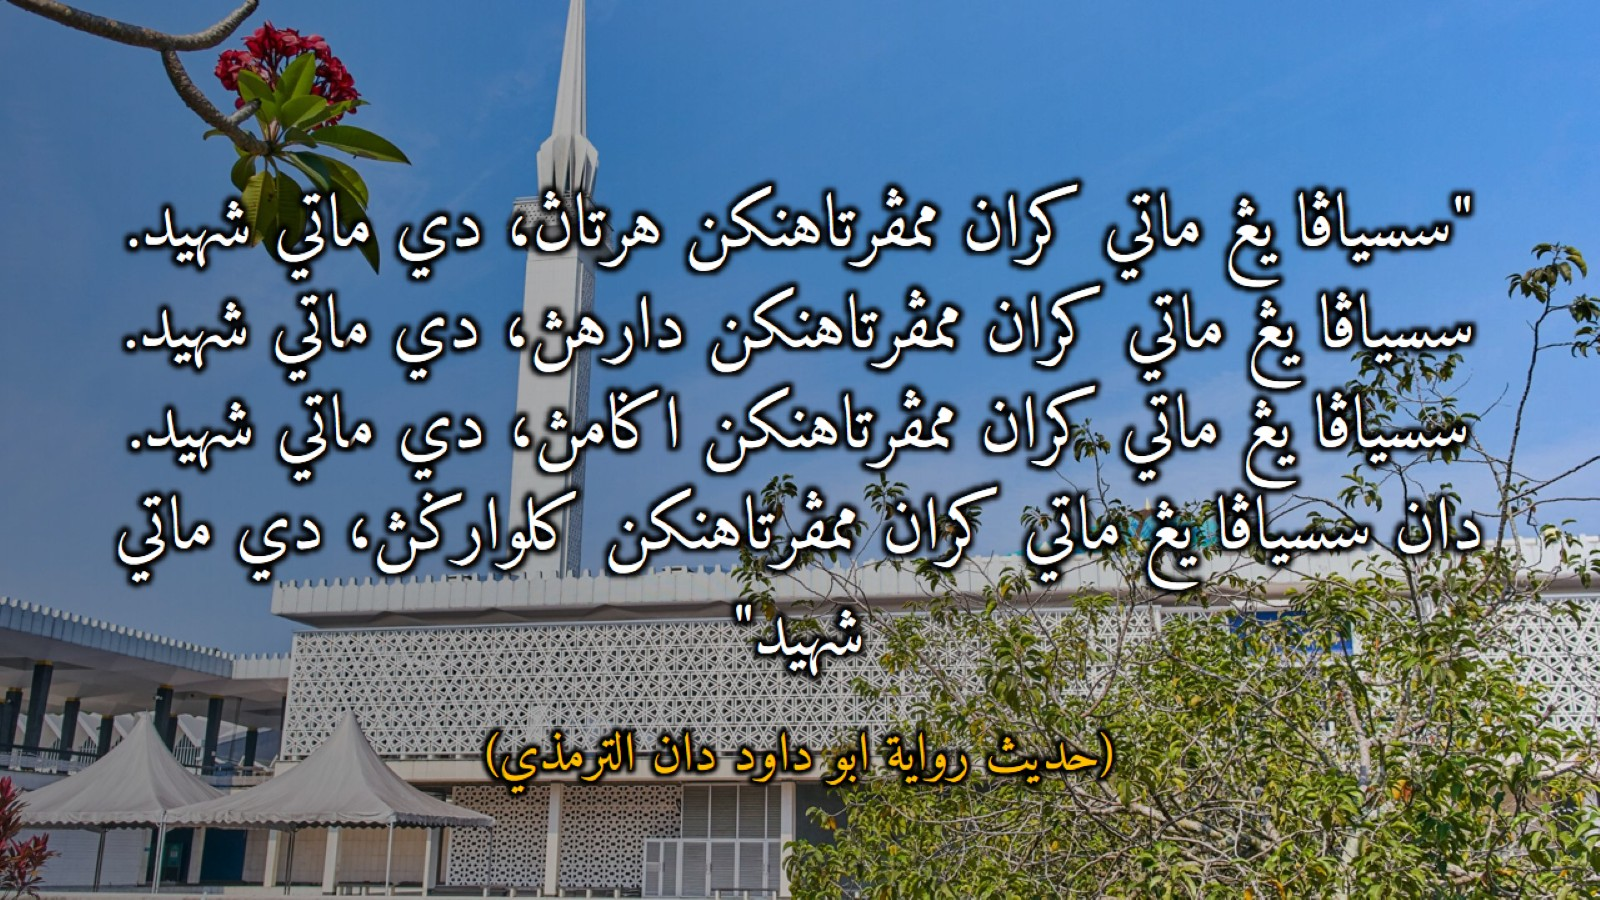 "سسياڤا يڠ ماتي كران ممڤرتاهنكن هرتاڽ، دي ماتي شهيد.
سسياڤا يڠ ماتي كران ممڤرتاهنكن دارهڽ، دي ماتي شهيد.
سسياڤا يڠ ماتي كران ممڤرتاهنكن اݢامڽ، دي ماتي شهيد.
دان سسياڤا يڠ ماتي كران ممڤرتاهنكن كلوارݢڽ، دي ماتي
شهيد"
(حديث رواية ابو داود دان الترمذي)